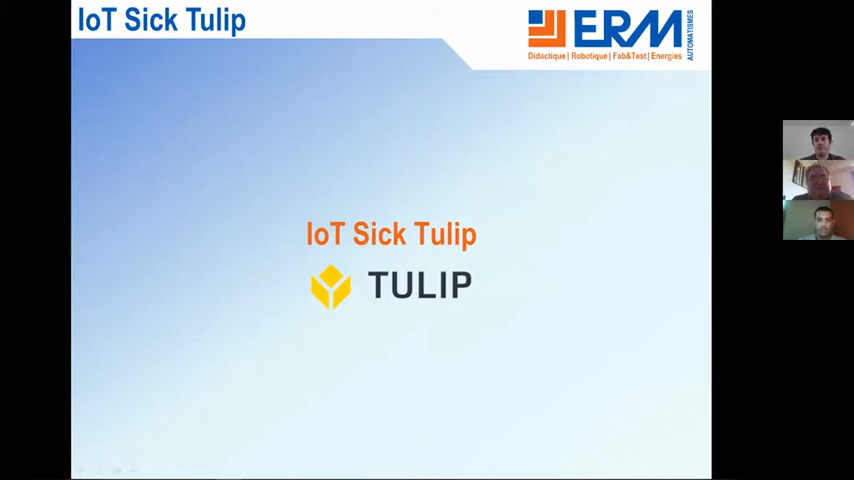 IoT Sick Tulip
ERM
AUTOMATISMES
Didactique | Robotique | Fab&Test | Energies
IoT Sick Tulip
TULIP